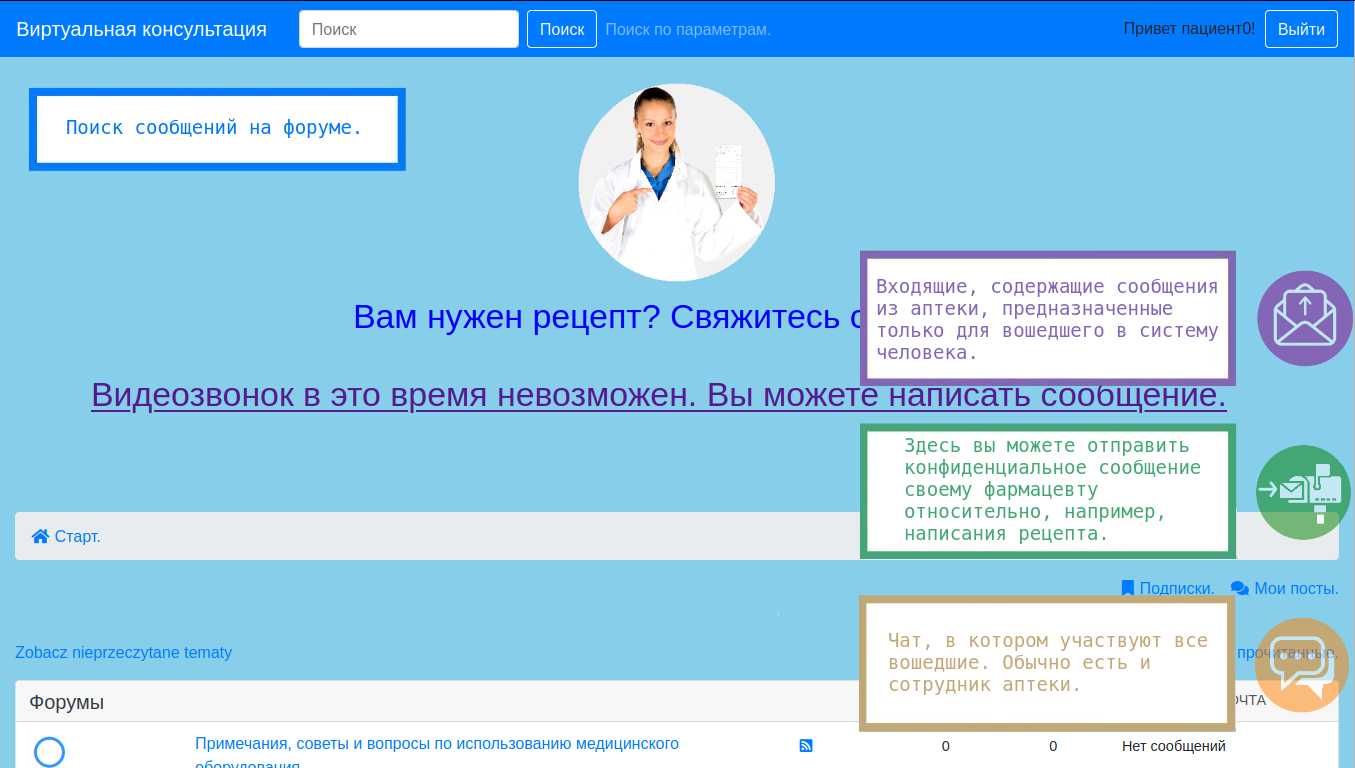 Виртуальная консультация Поиск Поиск Поиск по параметрам. Привет пациент0! Выйти
Поиск сообщений на форуме.
Вам нужен рецепт? Свяжитесь
Входящие, содержащие сообщения
из аптеки, предназначенные
только для вошедшего в систему
человека.
Видеозвонок в это время невозможен. Вы можете написать сообщение.
Здесь вы можете отправить
конфиденциальное сообщение
своему фармацевту
относительно, например,
написания рецепта.
Старт.
Подписки. Мои посты.
Чат, в котором участвуют все
вошедшие. Обычно есть и
сотрудник аптеки.
Zobacz nieprzeczytane tematy
прочитанные.
Форумы
Примечания, советы и вопросы по использованию медицинского
оборудования
0 0 Нет сообщений